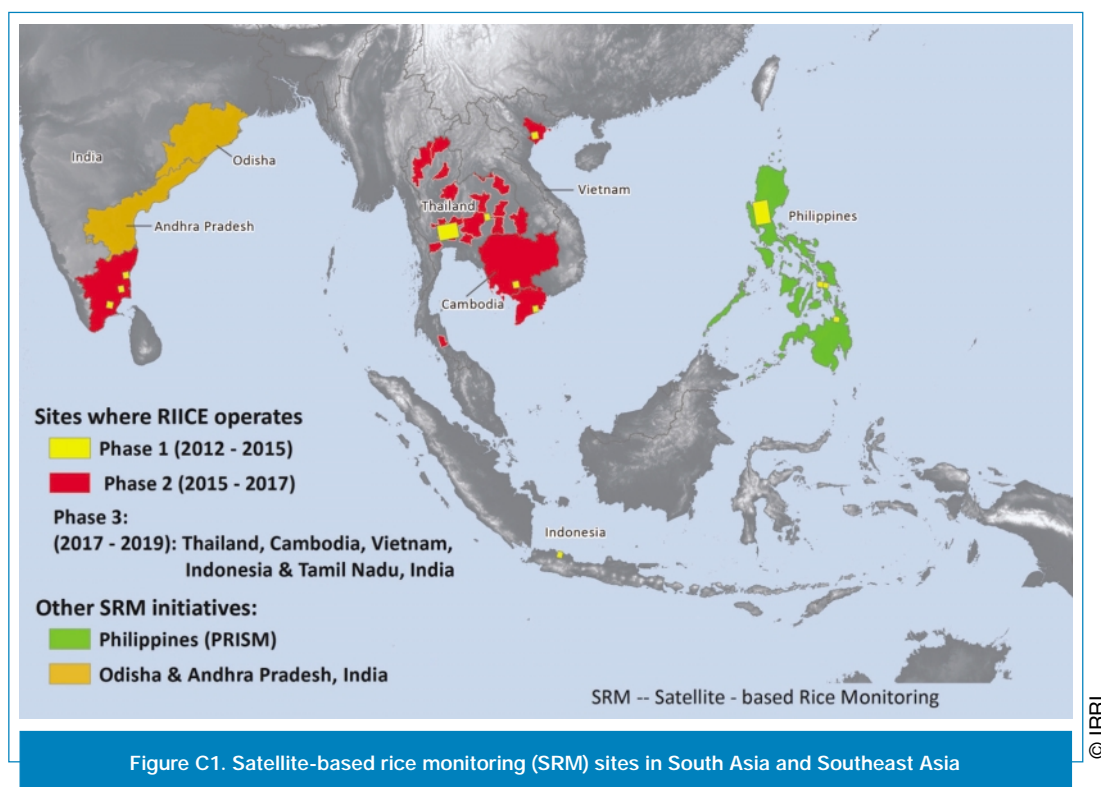 India
Odisha
Andhra Pradesh
Thailand
Vietnam
Cambodia
Philippines
Indonesia
Sites where RIICE operates
Phase 1 (2012 - 2015)
Phase 2 (2015 - 2017)
Phase 3:
(2017 - 2019): Thailand, Cambodia, Vietnam,
Indonesia & Tamil Nadu, India
Other SRM initiatives:
Philippines (PRISM)
Odisha & Andhra Pradesh, India
SRM -- Satellite - based Rice Monitoring
© IRRI
Figure C1. Satellite-based rice monitoring (SRM) sites in South Asia and Southeast Asia